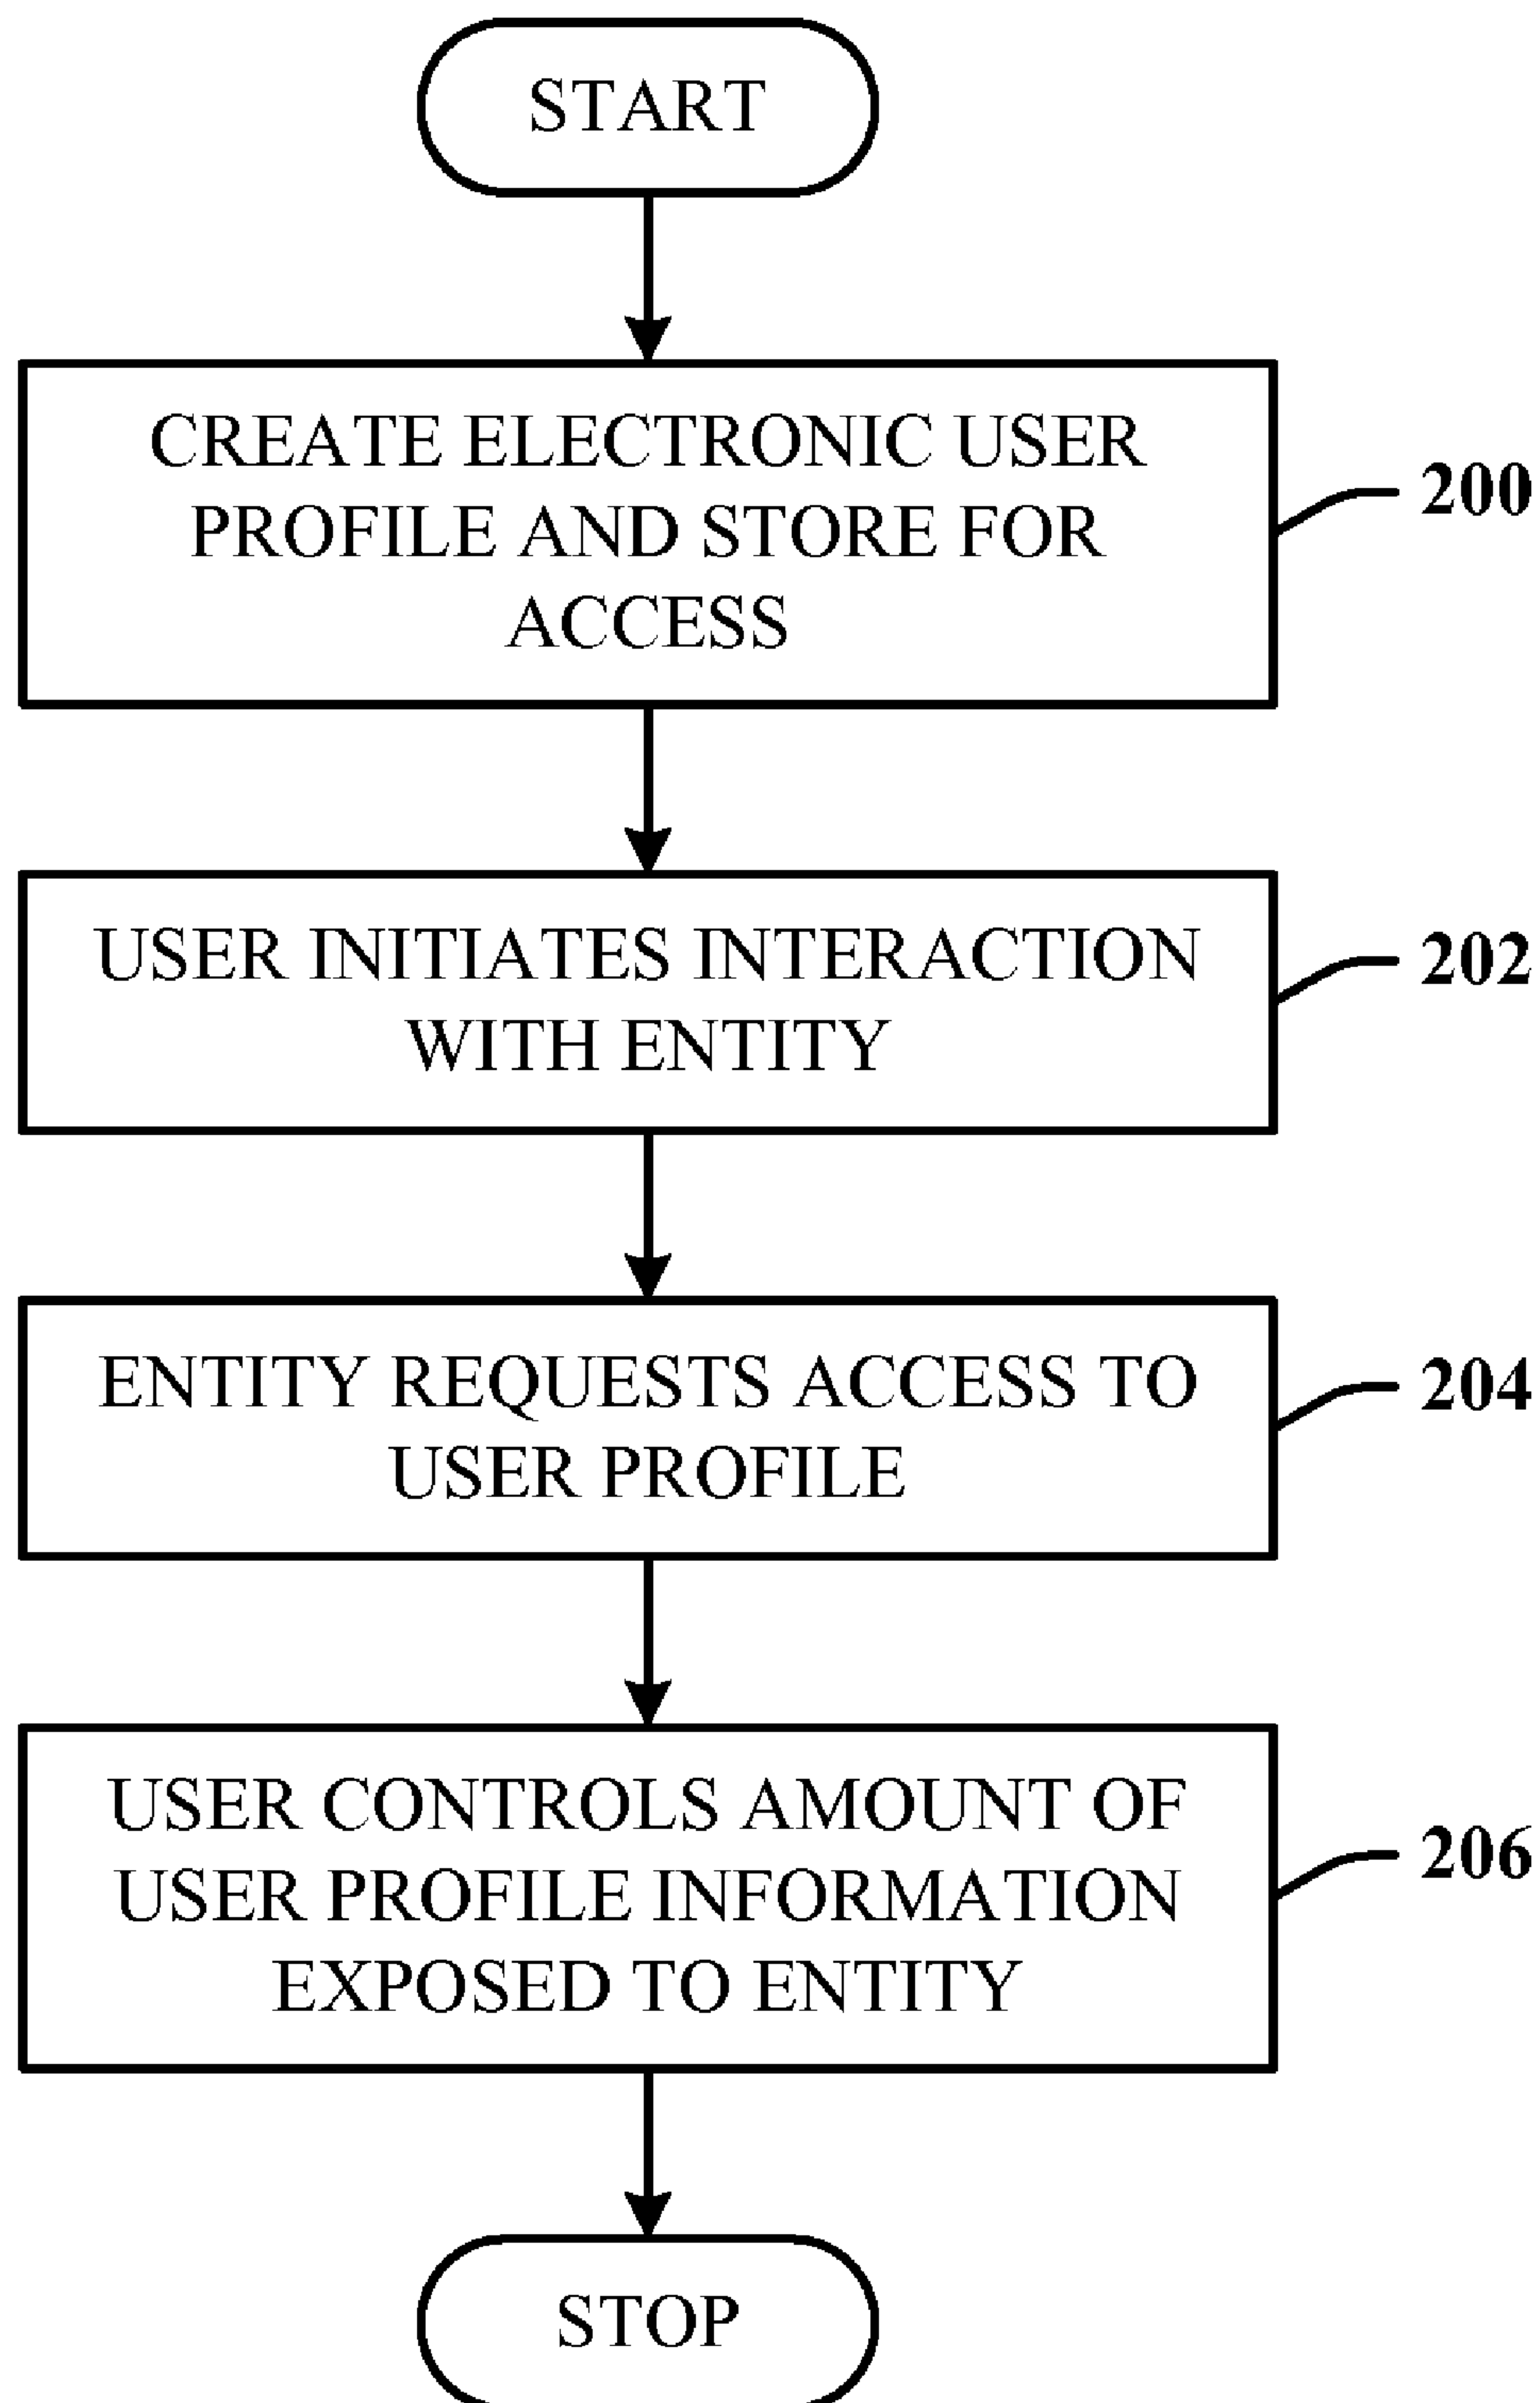 START
CREATE ELECTRONIC USER
PROFILE AND STORE FOR
ACCESS
200
USER INITIATES INTERACTION
WITH ENTITY
202
ENTITY REQUESTS ACCESS TO
USER PROFILE
204
USER CONTROLS AMOUNT OF
USER PROFILE INFORMATION
EXPOSED TO ENTITY
206
STOP